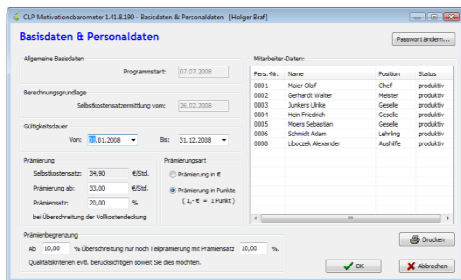 CLP Motivationbarometer 1.41.8.190 - Basicdaten & Personaldaten [Holger Braf]
Basisdaten & Personaldaten
Passwort ändern...
Allgemeine Basisdaten
Programmstart: 07.07.2008
Berechnungsgrundlage
Selbstkostensatzermittlung vom: 26.02.2008
Gültigkeitsdauer
Von: 01.01.2008 Bis: 31.12.2008
Prämierung
Selbstkostensatz: 34,90 €/Std.
Prämierung ab: 33,00 €/Std.
Prämiensatz: 20,00 %
bei Überschreitung der Vollkostendeckung
Prämierungsart
Prämierung in €
Prämierung in Punkte
( 1,- € = 1 Punkt )
Mitarbeiter-Daten:
Pers.-Nr. Name Position Status
0001 Maier Olaf Chef produktiv
0002 Gerhardt Walter Meister produktiv
0003 Junkers Ulrike Geselle produktiv
0004 Hein Friedrich Geselle produktiv
0005 Moers Sebastian Geselle produktiv
0006 Schmidt Adam Lehrling produktiv
0008 Liboczek Alexander Aushilfe produktiv
Prämienbegrenzung
Ab 10,00 % Überschreitung nur noch Teilprämierung mit Prämiensatz 10,00 %.
Qualitätskriterien evtl. berücksichtigen soweit Sie dies möchten.
Drucken
OK
Abbrechen